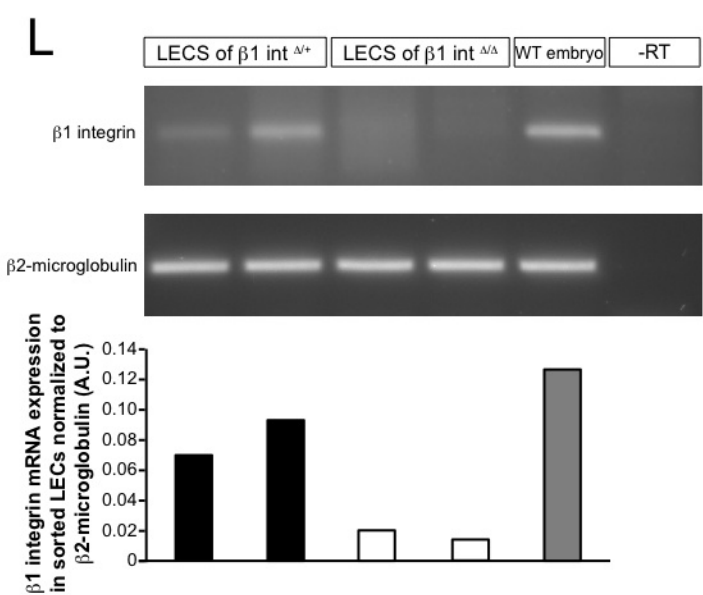 L
LECS of β1 int Δ/+
LECS of β1 int Δ/Δ
WT embryo
-RT
β1 integrin
β2-microglobulin
β1 integrin mRNA expression
in sorted LECs normalized to
β2-microglobulin (A.U.)
0.14
0.12
0.10
0.08
0.06
0.04
0.02
0